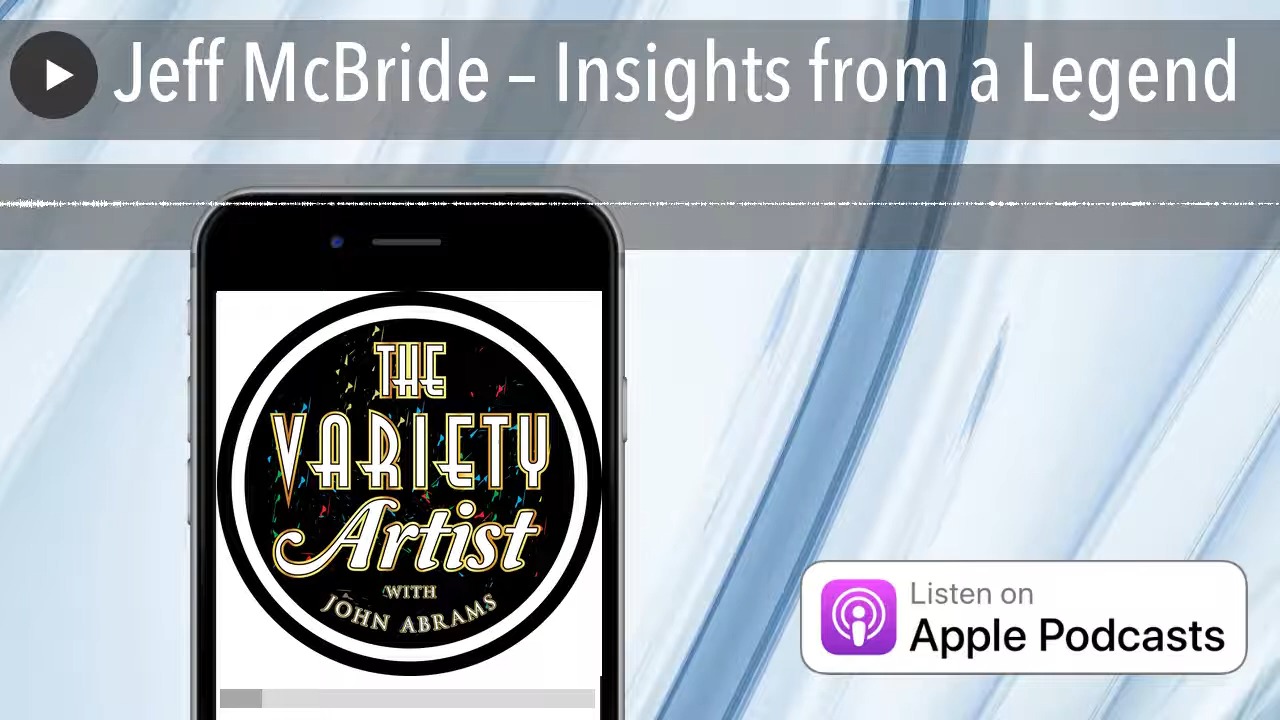 Jeff McBride – Insights from a Legend
THE
VARIETY
Artist
WITH
JOHN ABRAMS
Listen on
Apple Podcasts